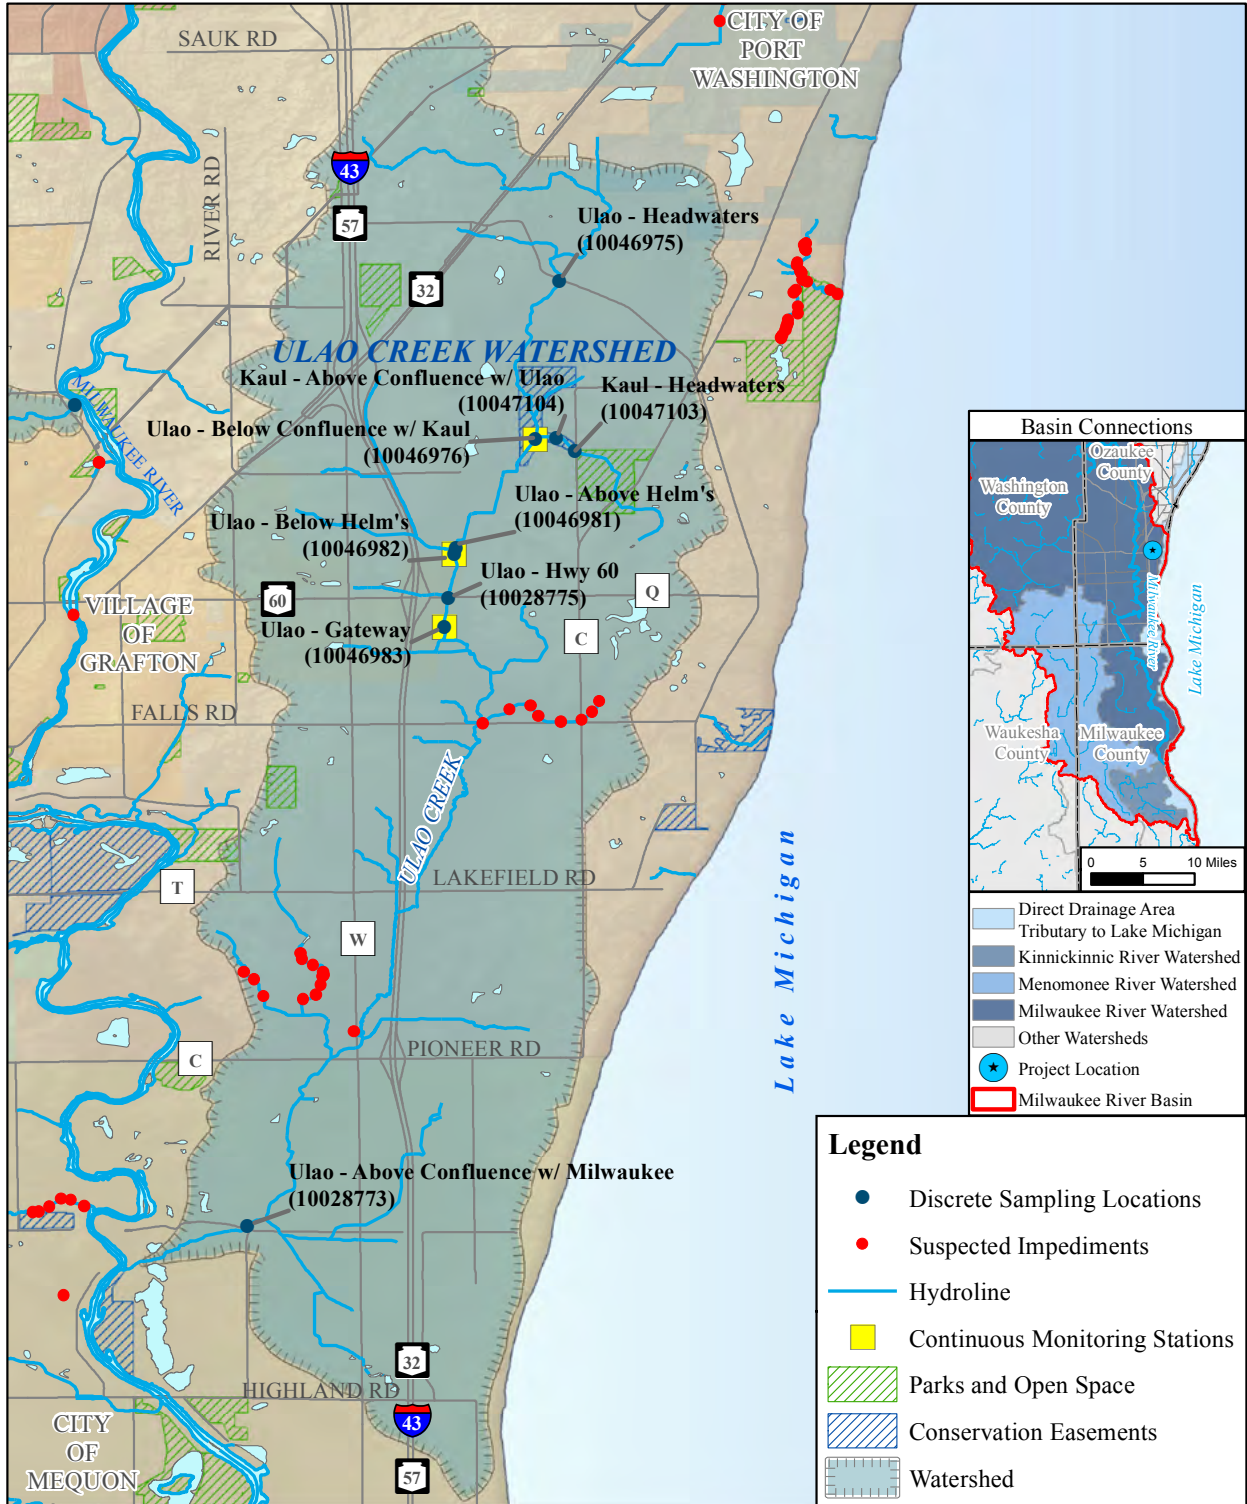 SAUK RD
CITY OF
PORT
WASHINGTON
RIVER RD
43
57
32
Ulao - Headwaters
(10046975)
ULAO CREEK WATERSHED
Kaul - Above Confluence w/ Ulao
(10047104)
Kaul - Headwaters
(10047103)
MILWAUKEE RIVER
Ulao - Below Confluence w/ Kaul
(10046976)
Ulao - Above Helm's
(10046981)
Ulao - Below Helm's
(10046982)
Ulao - Hwy 60
(10028775)
Q
60
VILLAGE
OF
GRAFTON
Ulao - Gateway
(10046983)
C
FALLS RD
ULAO CREEK
LAKEFIELD RD
T
W
Lake Michigan
PIONEER RD
C
Ulao - Above Confluence w/ Milwaukee
(10028773)
32
HIGHLAND RD
43
57
CITY
OF
MEQUON
Basin Connections
Ozaukee
County
Washington
County
Milwaukee River
Lake Michigan
Waukesha
County
Milwaukee
County
0 5 10 Miles
Direct Drainage Area
Tributary to Lake Michigan
Kinnickinnic River Watershed
Menomonee River Watershed
Milwaukee River Watershed
Other Watersheds
Project Location
Milwaukee River Basin
Legend
Discrete Sampling Locations
Suspected Impediments
Hydroline
Continuous Monitoring Stations
Parks and Open Space
Conservation Easements
Watershed